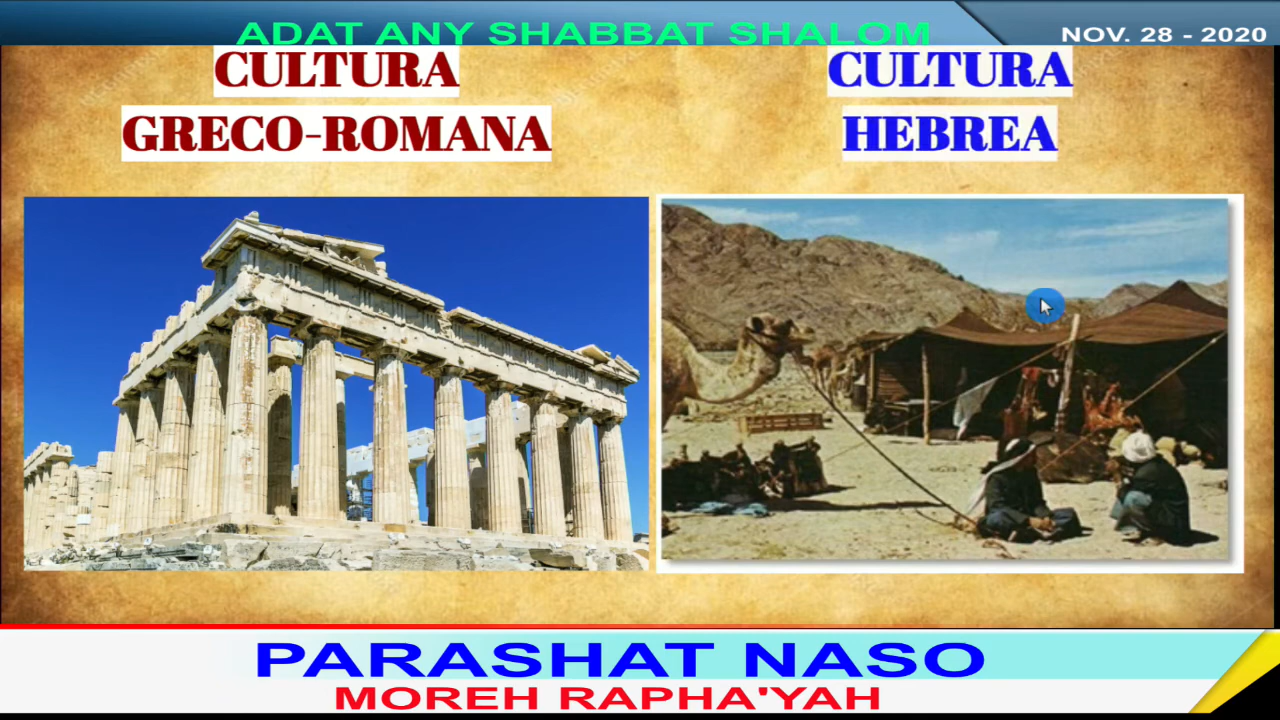 ADAT ANY SHABBAT SHALOM
NOV. 28 - 2020
CULTURA
GRECO-ROMANA
CULTURA
HEBREA
PARASHAT NASO
MOREH RAPHA'YAH